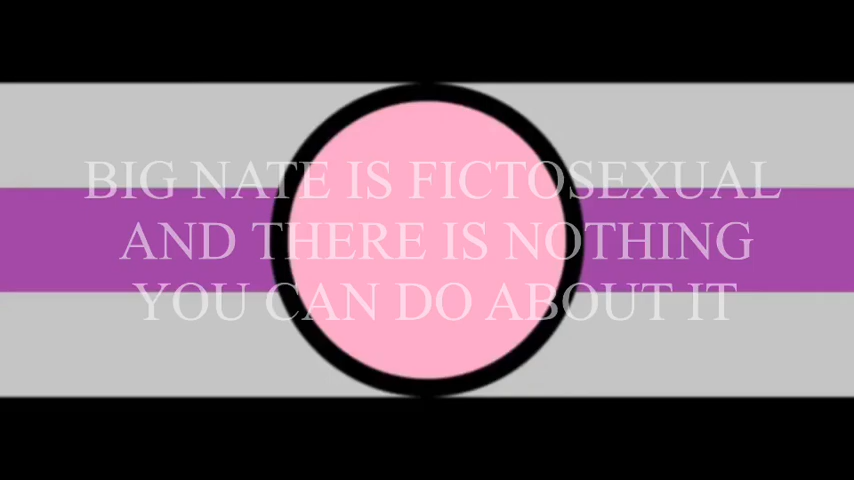 BIG NATE IS FICTOSEXUAL
AND THERE IS NOTHING
YOU CAN DO ABOUT IT